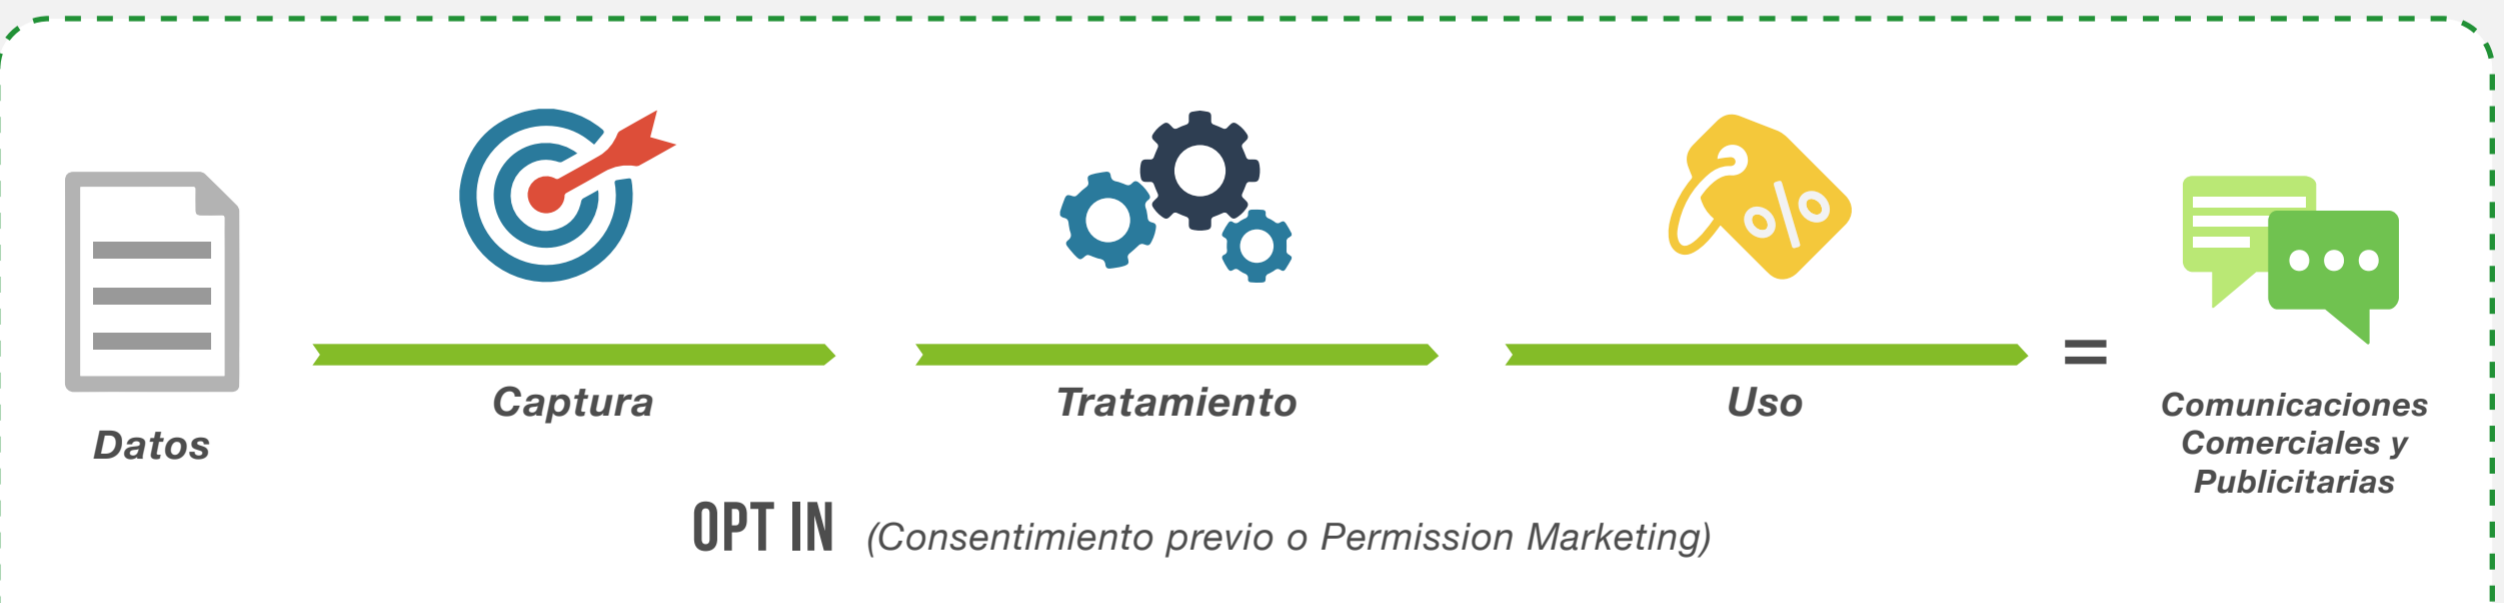 Datos
Captura
Tratamiento
Uso
=
Comunicaciones
Comerciales y
Publicitarias
OPT IN (Consentimiento previo o Permission Marketing)